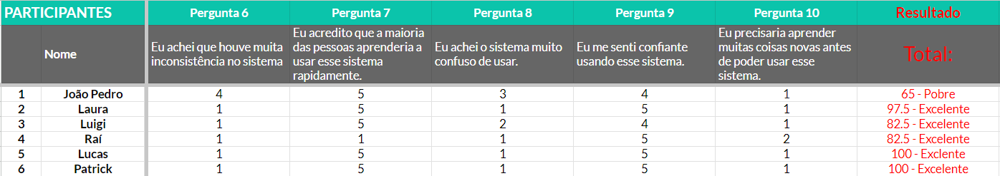 PARTICIPANTES Pergunta 6 Pergunta 7 Pergunta 8 Pergunta 9 Pergunta 10 Resultado
Nome
Eu achei que houve muita
inconsistência no sistema
Eu acredito que a maioria
das pessoas aprenderia a
usar esse sistema
rapidamente.
Eu achei o sistema muito
confuso de usar.
Eu me senti confiante
usando esse sistema.
Eu precisaria aprender
muitas coisas novas antes
de poder usar esse
sistema.
Total:
1 João Pedro 4 5 3 4 1 65 - Pobre
2 Laura 1 5 1 5 1 97.5 - Excelente
3 Luigi 1 5 2 4 1 82.5 - Excelente
4 Raí 1 1 1 5 2 82.5 - Excelente
5 Lucas 1 5 1 5 1 100 - Exclente
6 Patrick 1 5 1 5 1 100 - Excelente